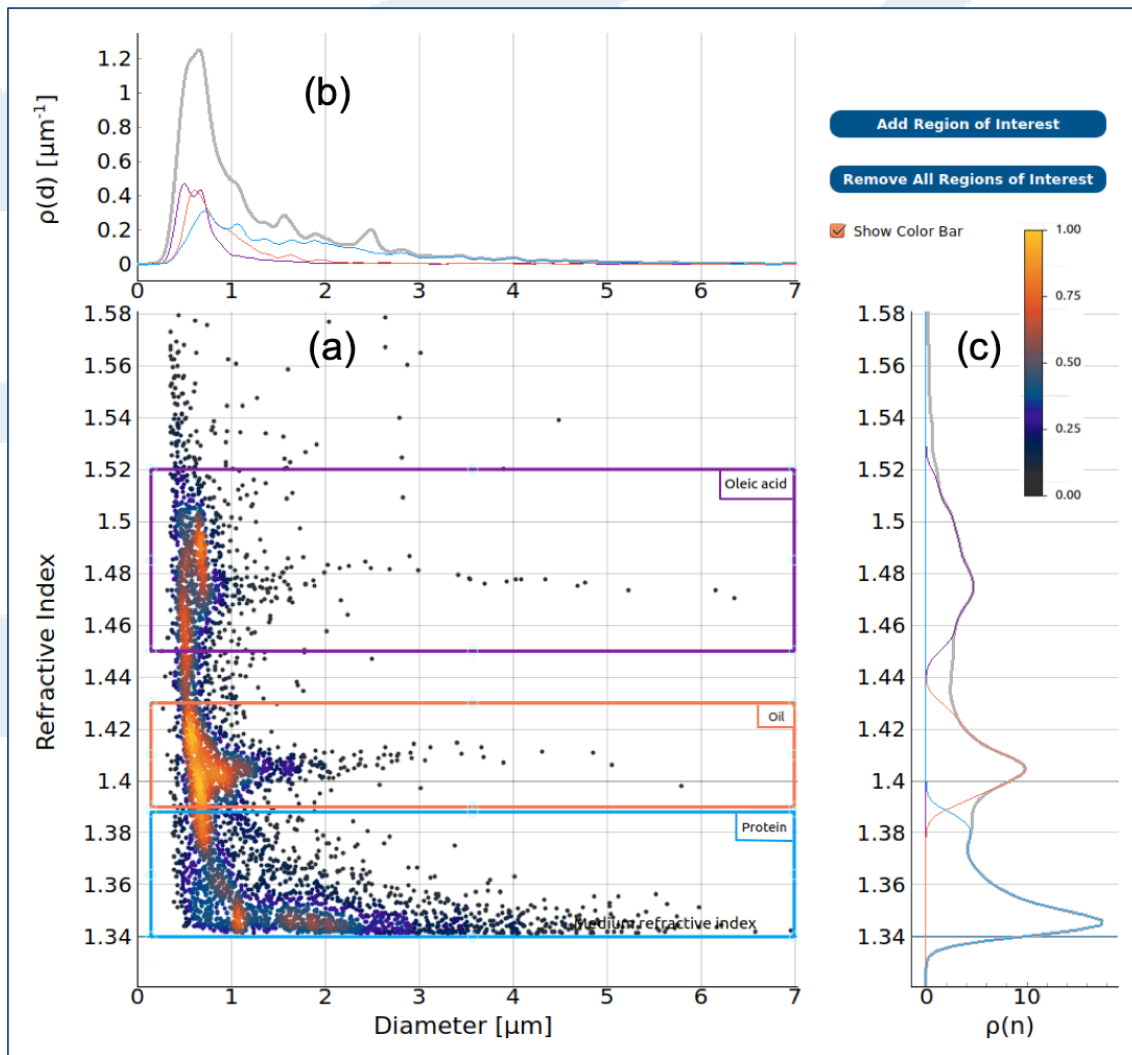 (b)
ρ(d) [μm⁻¹]
1.2
1
0.8
0.6
0.4
0.2
0
0 1 2 3 4 5 6 7
Add Region of Interest
Remove All Regions of Interest
Show Color Bar
1.00
0.75
0.50
0.25
0.00
(a)
Refractive Index
1.58
1.56
1.54
1.52
1.5
1.48
1.46
1.44
1.42
1.4
1.38
1.36
1.34
Oleic acid
Oil
Protein
Medium refractive index
0 1 2 3 4 5 6 7
Diameter [μm]
(c)
1.58
1.56
1.54
1.52
1.5
1.48
1.46
1.44
1.42
1.4
1.38
1.36
1.34
0 10
ρ(n)